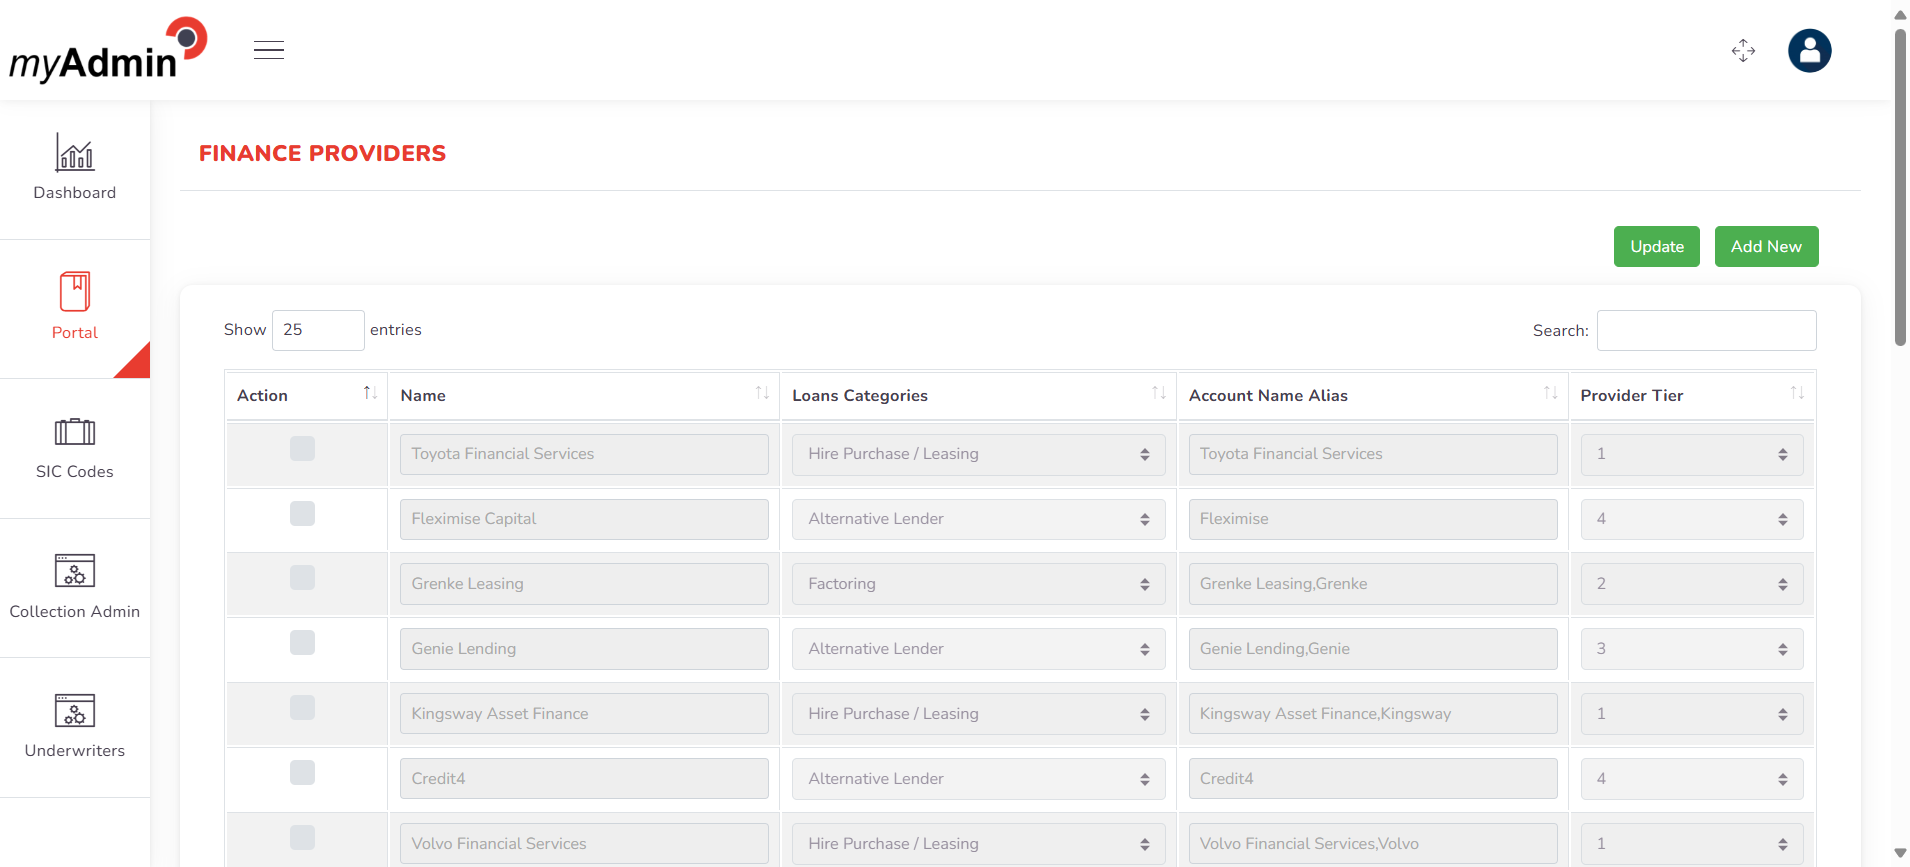 myAdmin
Dashboard
Portal
SIC Codes
Collection Admin
Underwriters
FINANCE PROVIDERS
Update Add New
Show 25 entries Search:
Action Name Loans Categories Account Name Alias Provider Tier
Toyota Financial Services Hire Purchase / Leasing Toyota Financial Services 1
Fleximise Capital Alternative Lender Fleximise 4
Grenke Leasing Factoring Grenke Leasing,Grenke 2
Genie Lending Alternative Lender Genie Lending,Genie 3
Kingsway Asset Finance Hire Purchase / Leasing Kingsway Asset Finance,Kingsway 1
Credit4 Alternative Lender Credit4 4
Volvo Financial Services Hire Purchase / Leasing Volvo Financial Services,Volvo 1